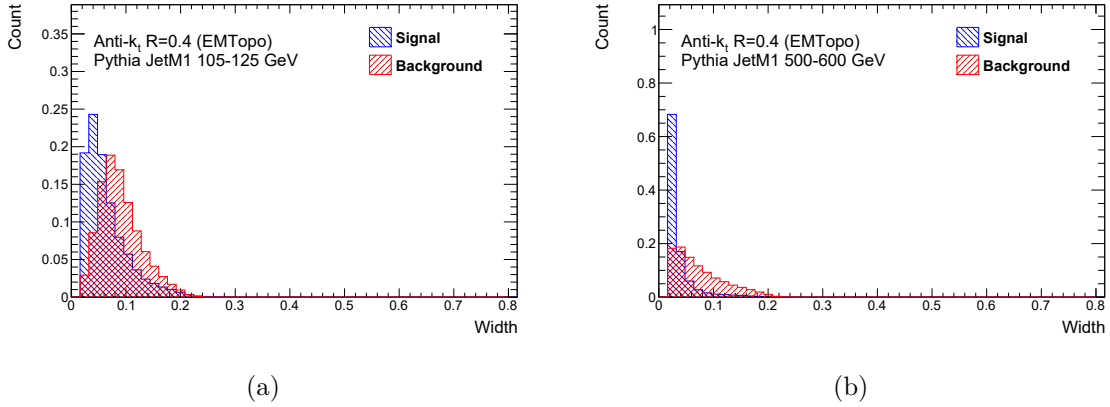 Count
0.35
0.3
0.25
0.2
0.15
0.1
0.05
0
Anti-kt R=0.4 (EMTopo)
Pythia JetM1 105-125 GeV
Signal
Background
0 0.1 0.2 0.3 0.4 0.5 0.6 0.7 0.8
Width
(a)
Count
1
0.8
0.6
0.4
0.2
0
Anti-kt R=0.4 (EMTopo)
Pythia JetM1 500-600 GeV
Signal
Background
0 0.1 0.2 0.3 0.4 0.5 0.6 0.7 0.8
Width
(b)